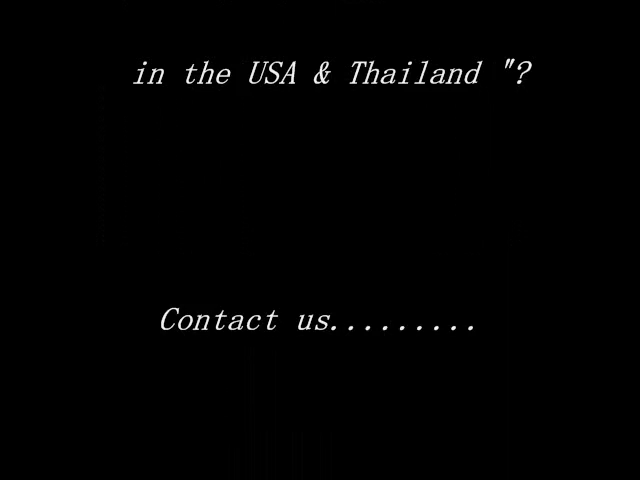 in the USA & Thailand "?
Contact us.........